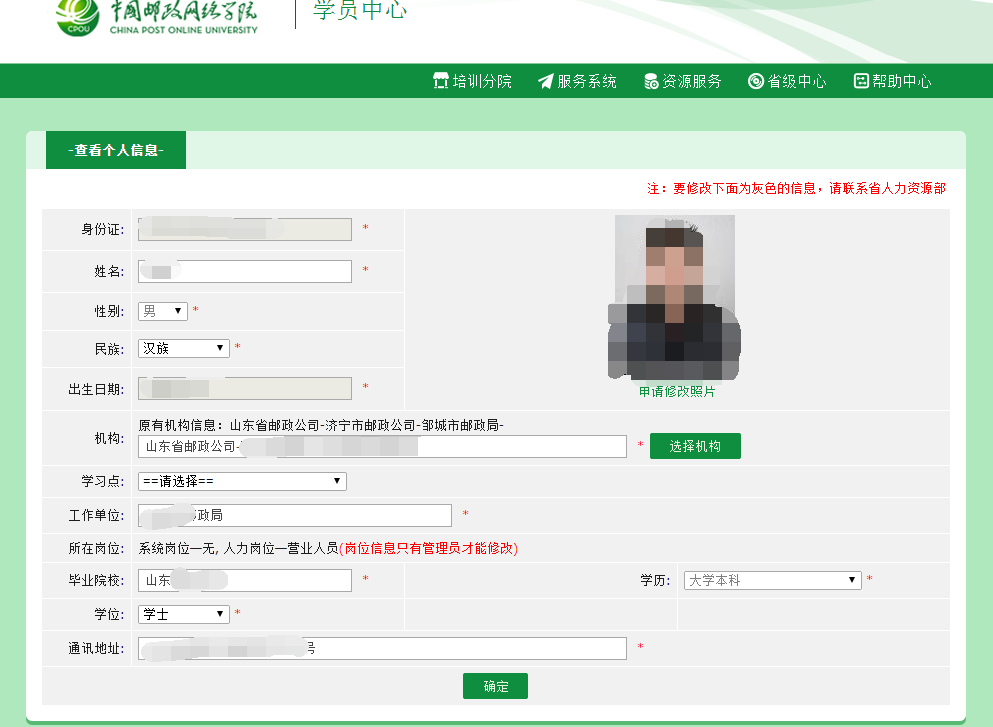 中国邮政网络学院
CPOU
CHINA POST ONLINE UNIVERSITY
学员中心
培训分院 服务系统 资源服务 省级中心 帮助中心
-查看个人信息-
注：要修改下面为灰色的信息，请联系省人力资源部
身份证: *
姓名: *
性别: 男 *
民族: 汉族 *
出生日期: *
申请修改照片
原有机构信息：山东省邮政公司-济宁市邮政公司-邹城市邮政局-
机构: 山东省邮政公司- * 选择机构
学习点: ==请选择==
工作单位: 政局 *
所在岗位: 系统岗位—无, 人力岗位—营业人员(岗位信息只有管理员才能修改)
毕业院校: 山东 * 学历: 大学本科 *
学位: 学士 *
通讯地址: 号 *
确定